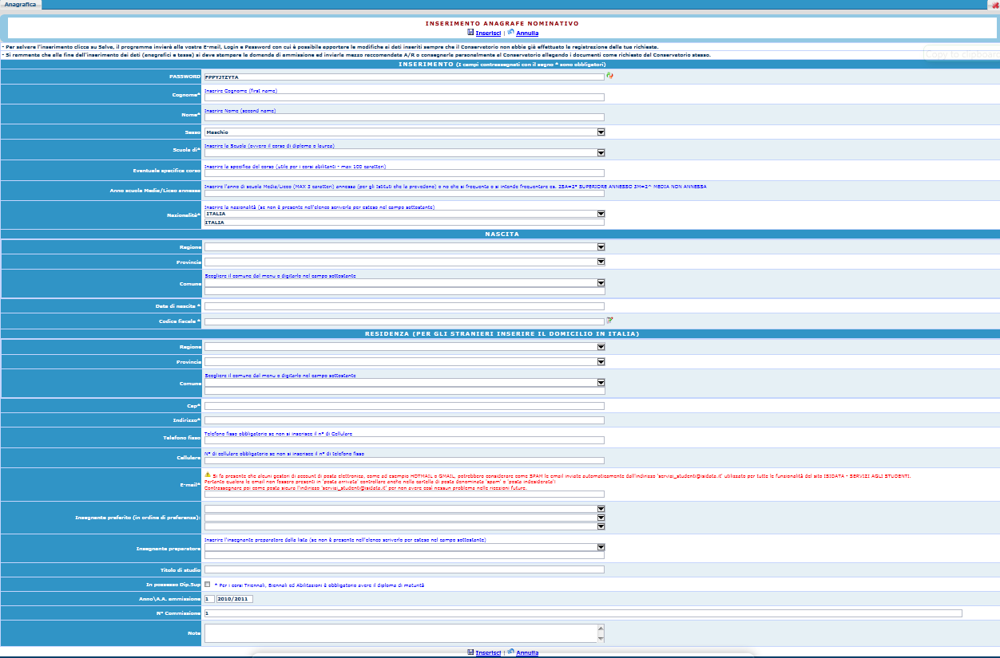 Anagrafica
INSERIMENTO ANAGRAFE NOMINATIVO
Inserisci | Annulla
- Per salvare l'inserimento clicca su Salva, il programma invierà alla vostra E-mail, Login e Password con cui è possibile apportare le modifiche ai dati inseriti sempre che il Conservatorio non abbia già effettuato la registrazione della tua richiesta.
- Si rammenta che alla fine dell'inserimento dei dati (anagrafici e tasse) si deve stampare la domanda di ammissione ed inviarla mezzo raccomandata A/R o consegnarla personalmente al Conservatorio allegando i documenti come richiesto dal Conservatorio stesso.
Copy to clipboard
INSERIMENTO (I campi contrassegnati con il segno * sono obbligatori)
PASSWORD FPPYJTZYTA
Inserire Cognome (first name)
Cognome*
Inserire Nome (second name)
Nome*
Sesso Maschio
Inserire la Scuola (ovvero il corso di diploma o laurea)
Scuola di*
Inserire la specifica del corso (utile per i corsi abilitanti - max 100 caratteri)
Eventuale specifica corso
Inserire l'anno di scuola Media/Liceo (MAX 3 caratteri) annessa (per gli Istituti che la prevedono) o no che si frequenta o si intende frequentare es. 2SA=2° SUPERIORE ANNESSO 3M=2^ MEDIA NON ANNESSA
Anno scuola Media/Liceo annessa
Inserire la nazionalità (se non è presente nell'elenco scriverla per esteso nel campo sottostante)
Nazionalità* ITALIA
ITALIA
NASCITA
Regione
Provincia
Scegliere il comune dal menu o digitarlo nel campo sottostante
Comune
Data di nascita *
Codice fiscale *
RESIDENZA (PER GLI STRANIERI INSERIRE IL DOMICILIO IN ITALIA)
Regione
Provincia
Scegliere il comune dal menu o digitarlo nel campo sottostante
Comune
Cap*
Indirizzo*
Telefono fisso obbligatorio se non si inserisce il n° di Cellulare
Telefono fisso
N° di cellulare obbligatorio se non si inserisce il n° di telefono fisso
Cellulare
Si fa presente che alcuni gestori di account di posta elettronica, come ad esempio HOTMAIL o GMAIL, potrebbero considerare come SPAM le email inviate automaticamente dall'indirizzo 'servizi_studenti@isidata.it' utilizzato per tutte le funzionalità del sito ISIDATA - SERVIZI AGLI STUDENTI.
Pertanto qualora le email non fossero presenti in 'posta arrivata' controllare anche nella cartella di posta denominata 'spam' o 'posta indesiderata'!
Contrassegnare poi come posta sicura l'indirizzo 'servizi_studenti@isidata.it' per non avere così nessun problema nelle ricezioni future.
E-mail*
Insegnante preferito (in ordine di preferenza):
Inserire l'insegnante preparatore dalla lista (se non è presente nell'elenco scriverlo per esteso nel campo sottostante)
Insegnante preparatore
Titolo di studio
In possesso Dip.Sup * Per i corsi Triennali, Biennali ed Abilitazioni è obbligatorio avere il diploma di maturità
Anno\A.A. ammissione 1 2010/2011
N° Commissione 1
Note
Inserisci | Annulla